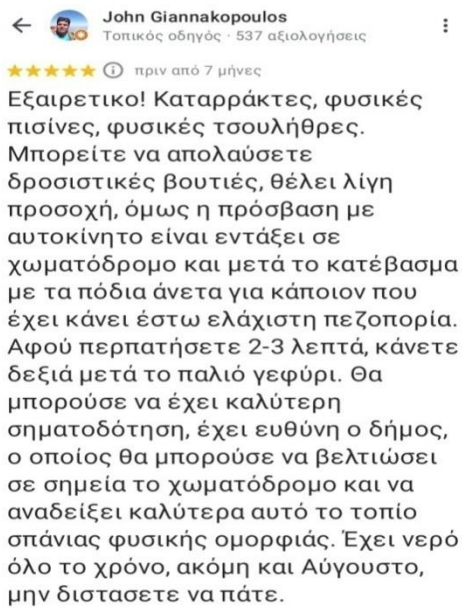 John Giannakopoulos
Τοπικός οδηγός · 537 αξιολογήσεις
πριν από 7 μήνες
Εξαιρετικο! Καταρράκτες, φυσικές
πισίνες, φυσικές τσουλήθρες.
Μπορείτε να απολαύσετε
δροσιστικές βουτιές, θέλει λίγη
προσοχή, όμως η πρόσβαση με
αυτοκίνητο είναι εντάξει σε
χωματόδρομο και μετά το κατέβασμα
με τα πόδια άνετα για κάποιον που
έχει κάνει έστω ελάχιστη πεζοπορία.
Αφού περπατήσετε 2-3 λεπτά, κάνετε
δεξιά μετά το παλιό γεφύρι. Θα
μπορούσε να έχει καλύτερη
σηματοδότηση, έχει ευθύνη ο δήμος,
ο οποίος θα μπορούσε να βελτιώσει
σε σημεία το χωματόδρομο και να
αναδείξει καλύτερα αυτό το τοπίο
σπάνιας φυσικής ομορφιάς. Έχει νερό
όλο το χρόνο, ακόμη και Αύγουστο,
μην διστασετε να πάτε.